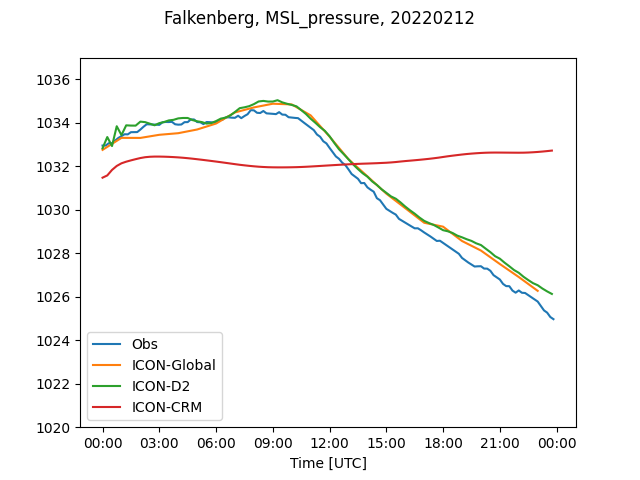 Falkenberg, MSL_pressure, 20220212
1036
1034
1032
1030
1028
1026
1024
1022
1020
Obs
ICON-Global
ICON-D2
ICON-CRM
00:00 03:00 06:00 09:00 12:00 15:00 18:00 21:00 00:00
Time [UTC]